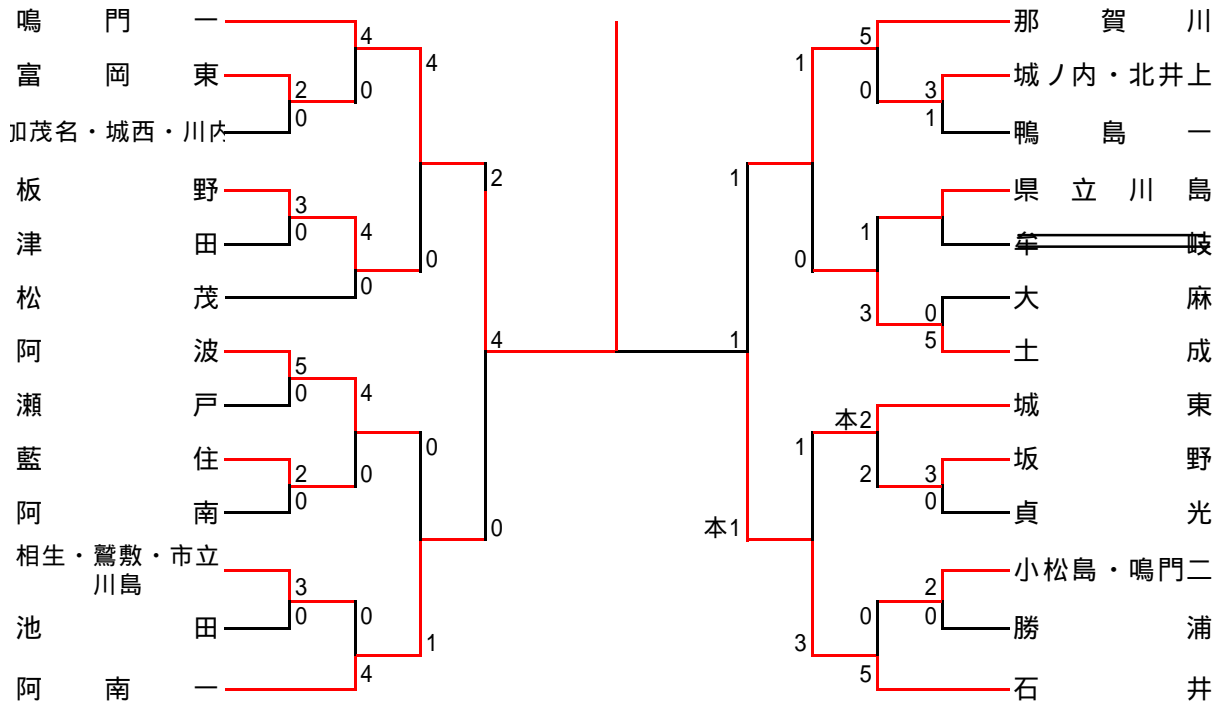 鳴門一
富岡東
加茂名・城西・川内
板野
津田
松茂
阿波
瀬戸
藍住
阿南
相生・鷲敷・市立
川島
池田
阿南一
4
2
0
0
4
3
0
4
0
0
2
5
0
4
2
0
0
0
3
0
0
4
1
0
4
那賀川
城ノ内・北井上
鴨島一
県立川島
牟岐
大麻
土成
城東
坂野
貞光
小松島・鳴門二
勝浦
石井
5
1
0
3
1
1
1
0
3
0
5
1
本2
1
2
3
0
本1
2
0
0
3
5